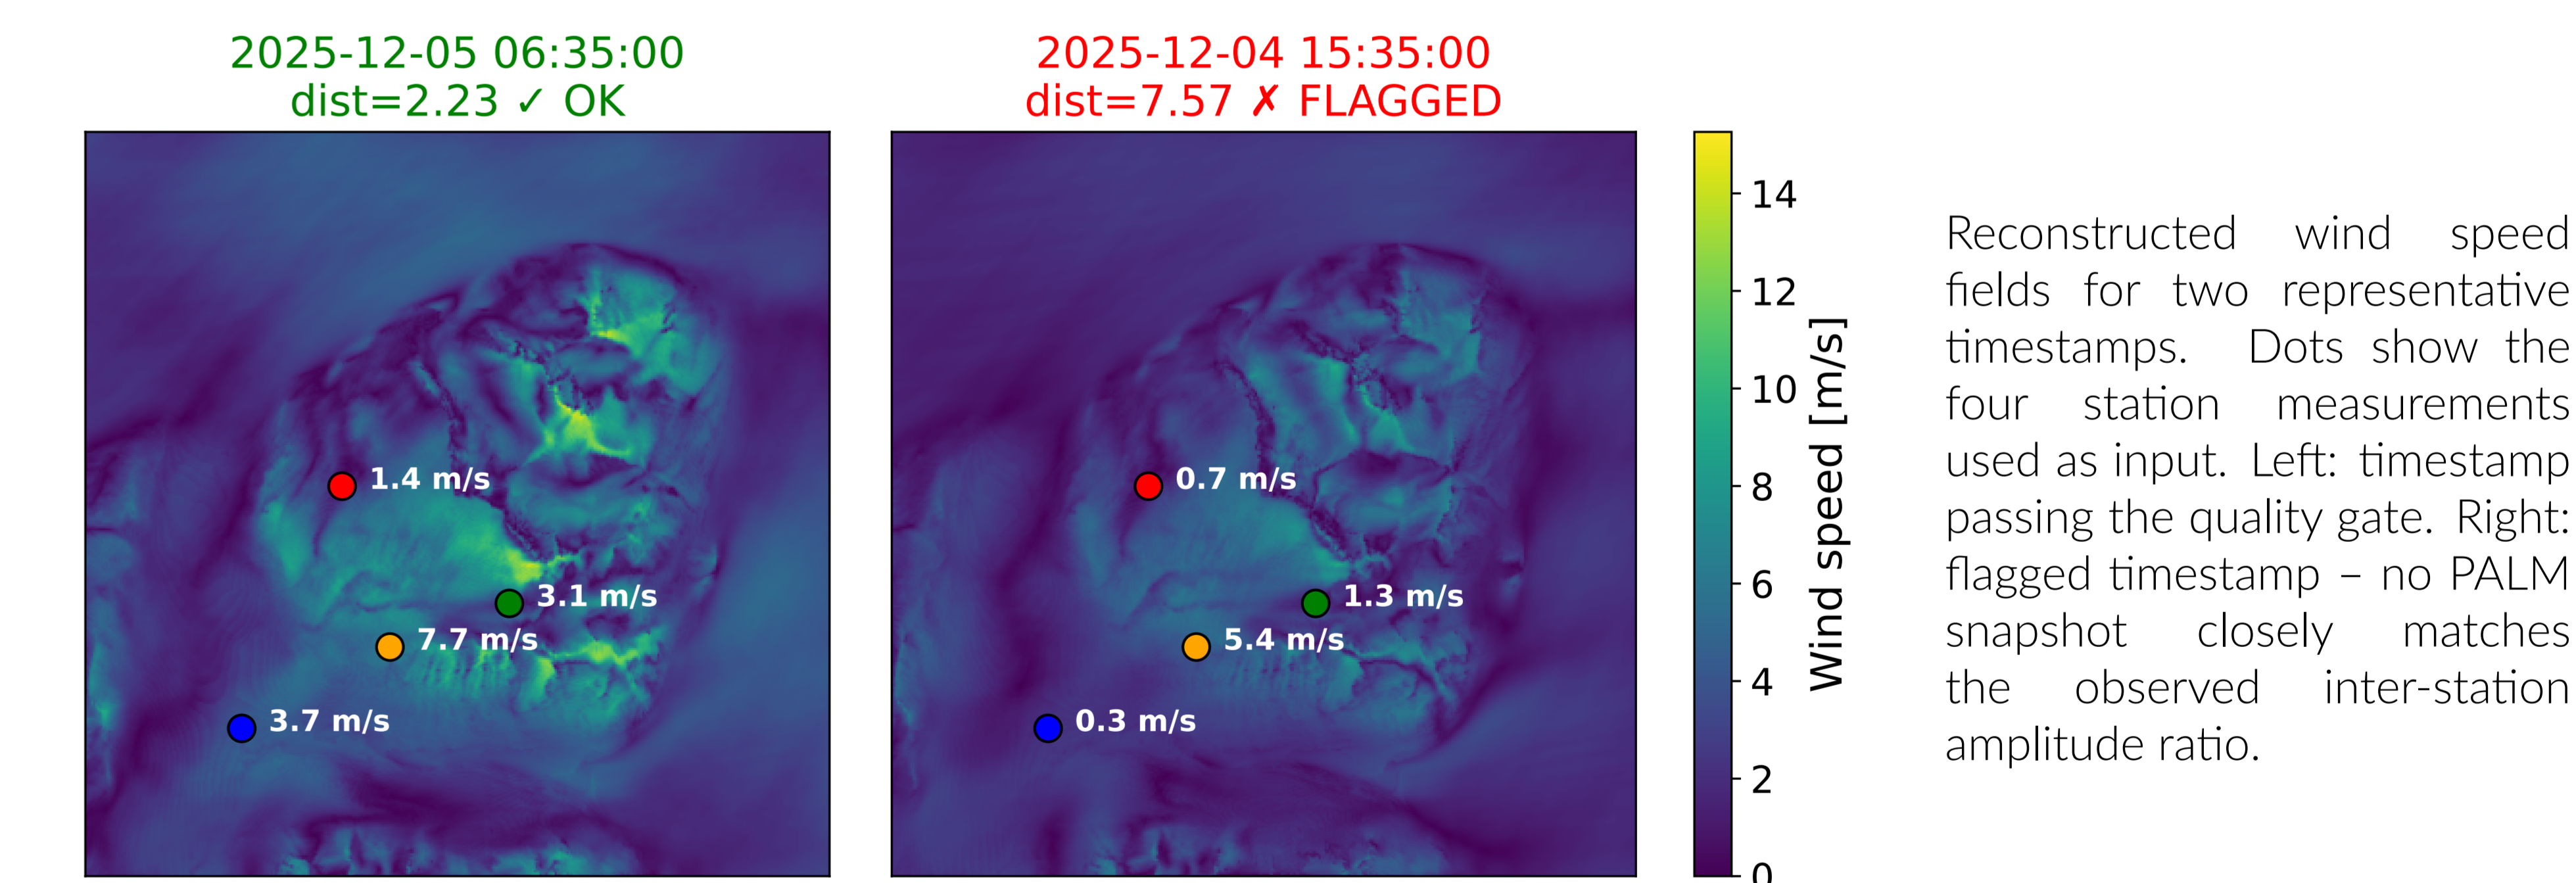 2025-12-05 06:35:00
dist=2.23 ✓ OK
2025-12-04 15:35:00
dist=7.57 ✗ FLAGGED
1.4 m/s
3.1 m/s
7.7 m/s
3.7 m/s
0.7 m/s
1.3 m/s
5.4 m/s
0.3 m/s
14
12
10
8
6
4
2
0
Wind speed [m/s]
Reconstructed wind speed
fields for two representative
timestamps. Dots show the
four station measurements
used as input. Left: timestamp
passing the quality gate. Right:
flagged timestamp – no PALM
snapshot closely matches
the observed inter-station
amplitude ratio.